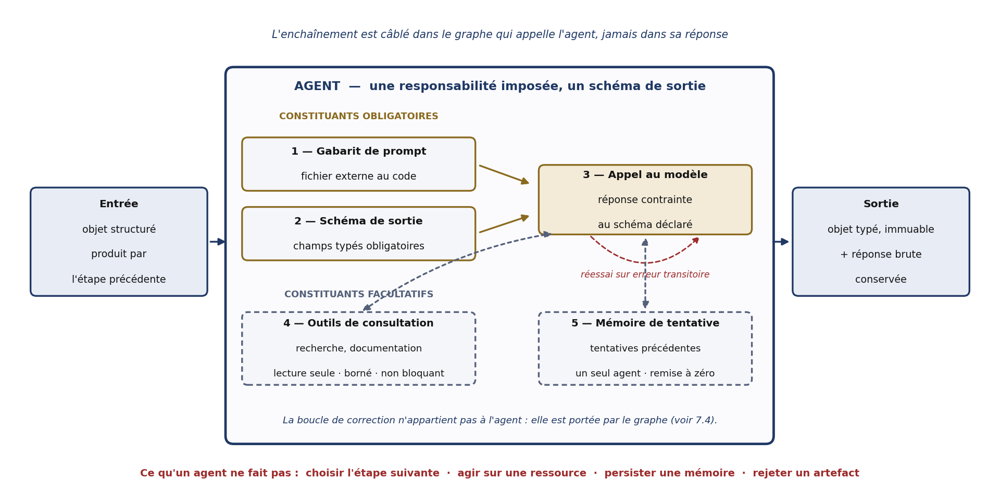 L'enchaînement est câblé dans le graphe qui appelle l'agent, jamais dans sa réponse
AGENT — une responsabilité imposée, un schéma de sortie
CONSTITUANTS OBLIGATOIRES
Entrée
objet structuré
produit par
l'étape précédente
1 — Gabarit de prompt
fichier externe au code
2 — Schéma de sortie
champs typés obligatoires
3 — Appel au modèle
réponse contrainte
au schéma déclaré
réessai sur erreur transitoire
CONSTITUANTS FACULTATIFS
4 — Outils de consultation
recherche, documentation
lecture seule · borné · non bloquant
5 — Mémoire de tentative
tentatives précédentes
un seul agent · remise à zéro
Sortie
objet typé, immuable
+ réponse brute
conservée
La boucle de correction n'appartient pas à l'agent : elle est portée par le graphe (voir 7.4).
Ce qu'un agent ne fait pas : choisir l'étape suivante · agir sur une ressource · persister une mémoire · rejeter un artefact